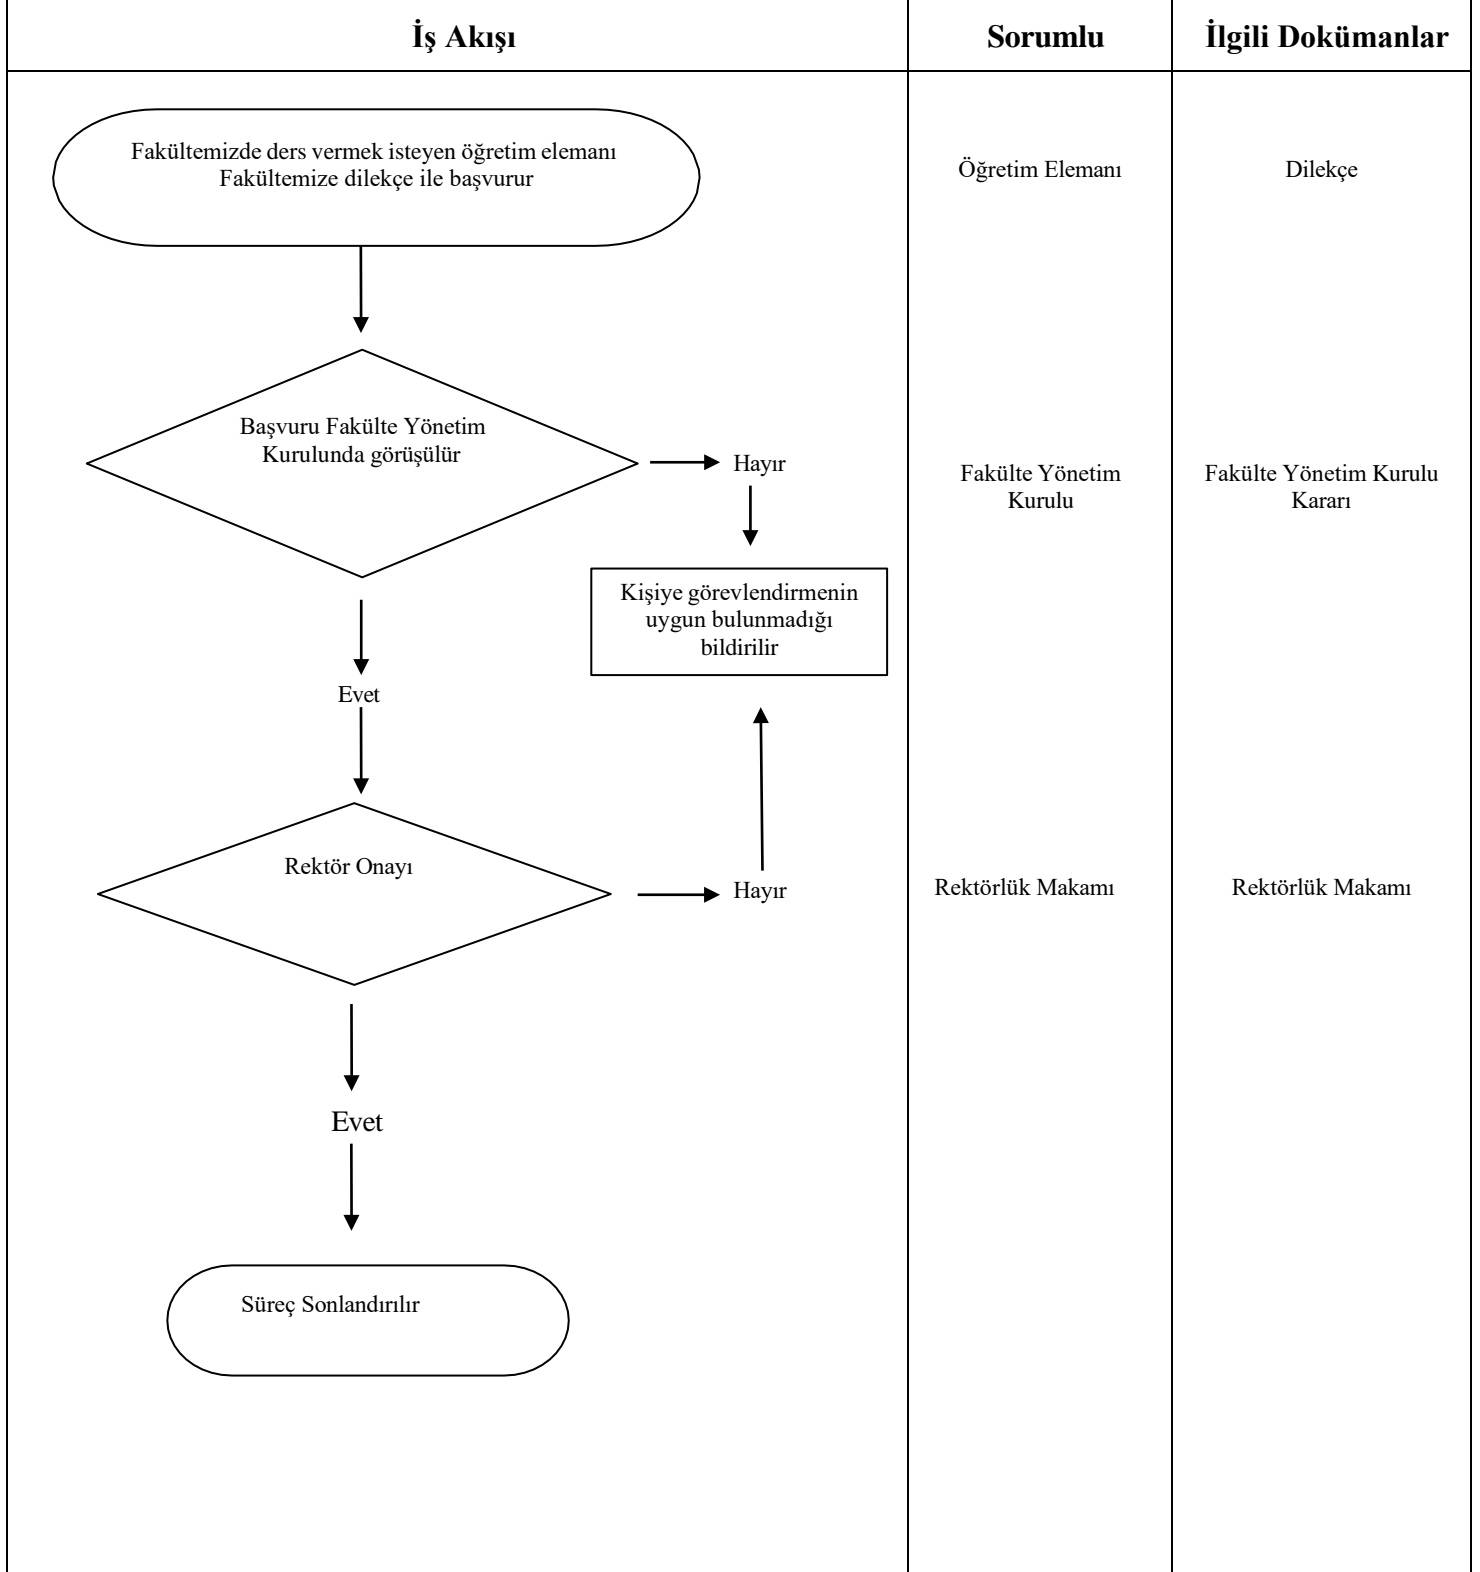 İş Akışı
Sorumlu
İlgili Dokümanlar
Fakültemizde ders vermek isteyen öğretim elemanı
Fakültemize dilekçe ile başvurur
Öğretim Elemanı
Dilekçe
Başvuru Fakülte Yönetim
Kurulunda görüşülür
Hayır
Fakülte Yönetim
Kurulu
Fakülte Yönetim Kurulu
Kararı
Kişiye görevlendirmenin
uygun bulunmadığı
bildirilir
Evet
Rektör Onayı
Hayır
Rektörlük Makamı
Rektörlük Makamı
Evet
Süreç Sonlandırılır